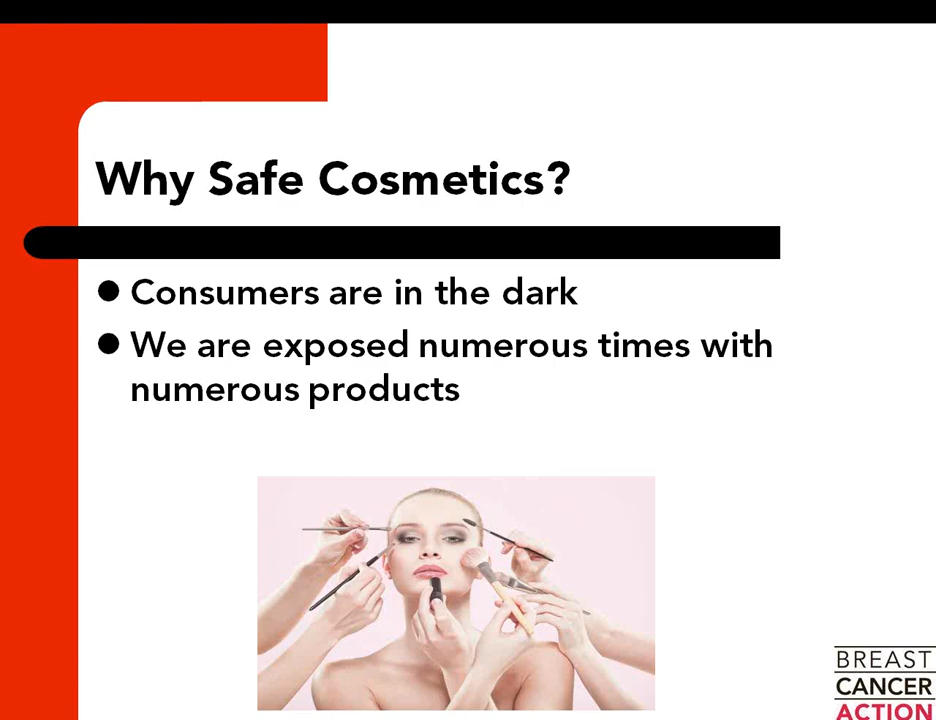 Why Safe Cosmetics?
● Consumers are in the dark
● We are exposed numerous times with
numerous products
BREAST
CANCER
ACTION